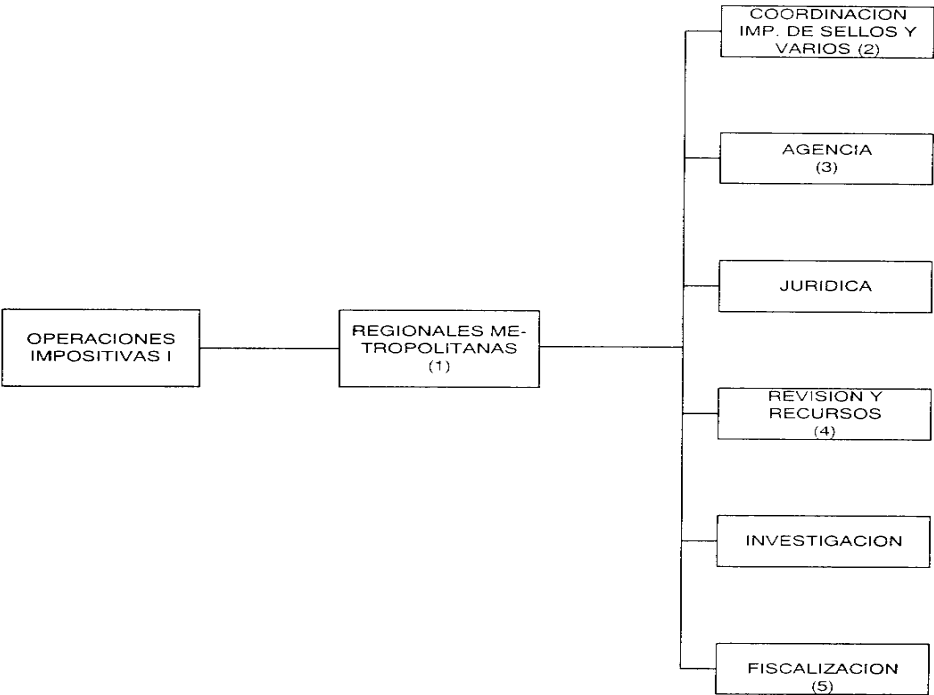 COORDINACION
IMP. DE SELLOS Y
VARIOS (2)
AGENCIA
(3)
JURIDICA
OPERACIONES
IMPOSITIVAS I
REGIONALES ME-
TROPOLITANAS
(1)
REVISION Y
RECURSOS
(4)
INVESTIGACION
FISCALIZACION
(5)